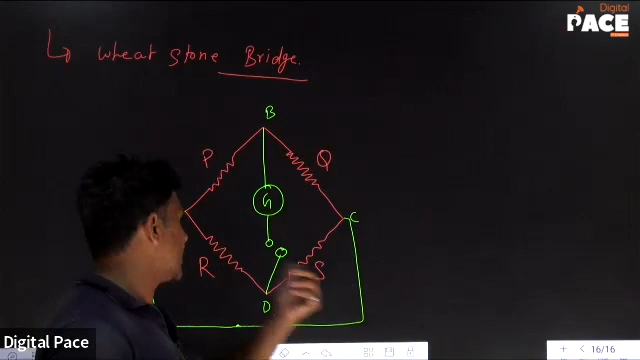 Digital
PACE
wheat stone Bridge.
B
P
Q
G
C
R
S
D
Digital Pace
16/16